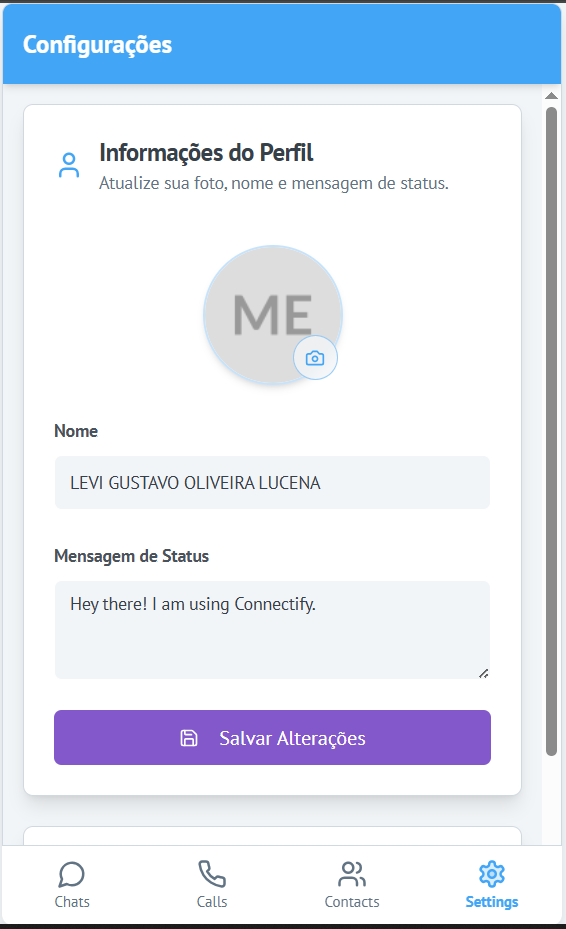 Configurações
Informações do Perfil
Atualize sua foto, nome e mensagem de status.
ME
Nome
LEVI GUSTAVO OLIVEIRA LUCENA
Mensagem de Status
Hey there! I am using Connectify.
Salvar Alterações
Chats
Calls
Contacts
Settings